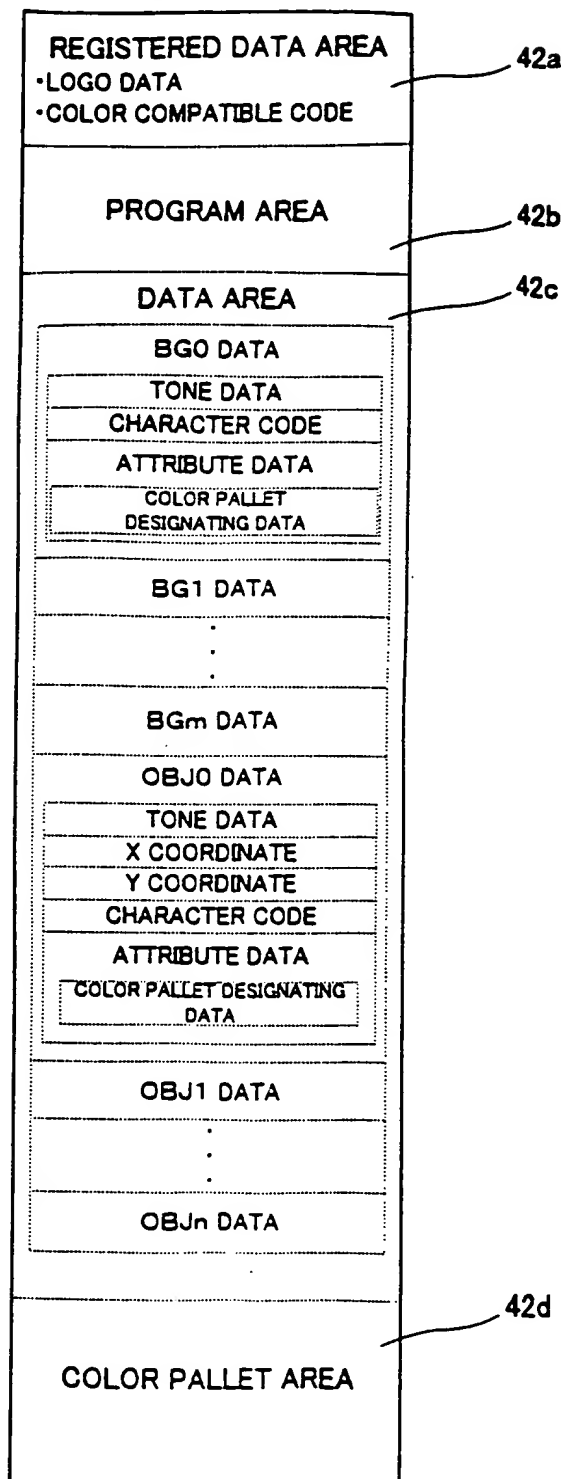 REGISTERED DATA AREA
·LOGO DATA
·COLOR COMPATIBLE CODE
42a
PROGRAM AREA
42b
DATA AREA
42c
BG0 DATA
TONE DATA
CHARACTER CODE
ATTRIBUTE DATA
COLOR PALLET
DESIGNATING DATA
BG1 DATA
BGm DATA
OBJ0 DATA
TONE DATA
X COORDINATE
Y COORDINATE
CHARACTER CODE
ATTRIBUTE DATA
COLOR PALLET DESIGNATING
DATA
OBJ1 DATA
OBJn DATA
42d
COLOR PALLET AREA